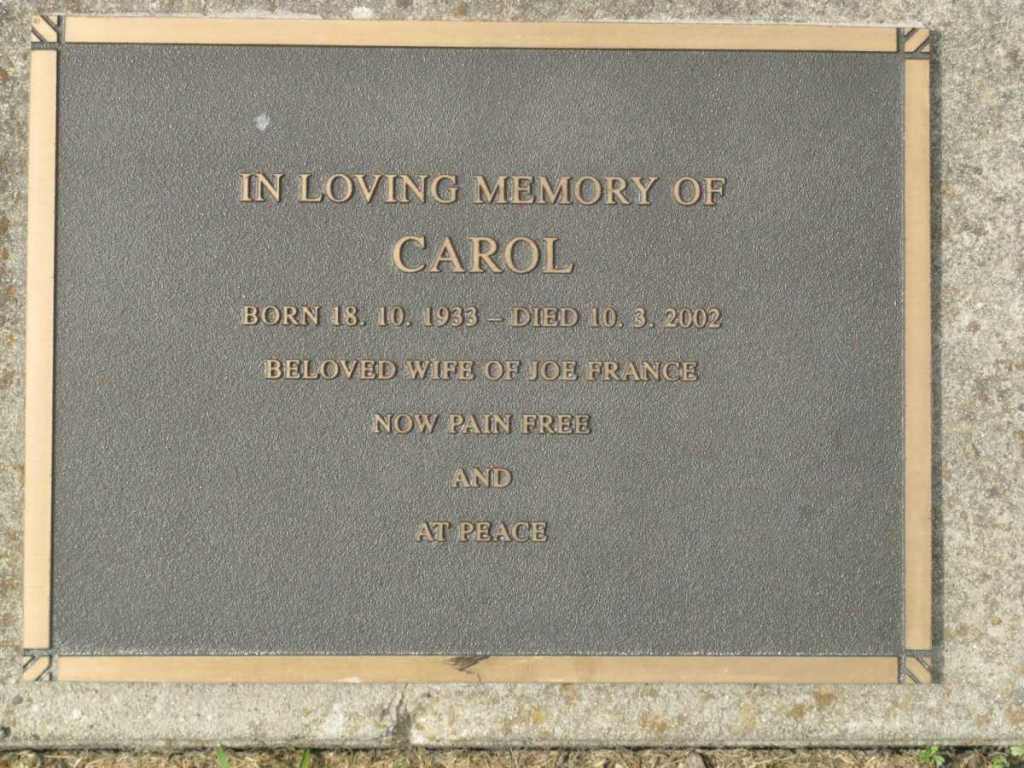 IN LOVING MEMORY OF
CAROL
BORN 18. 10. 1933 – DIED 10. 3. 2002
BELOVED WIFE OF JOE FRANCE
NOW PAIN FREE
AND
AT PEACE